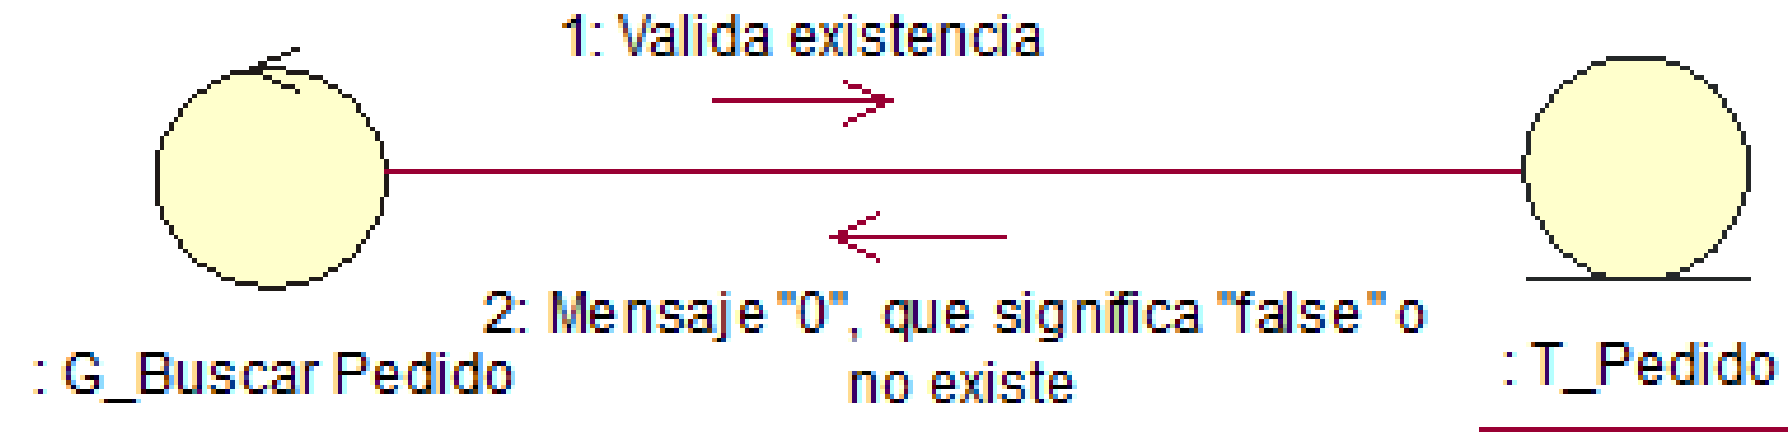 1: Valida existencia
2: Mensaje "0", que significa "false" o
no existe
: G_Buscar Pedido
: T_Pedido